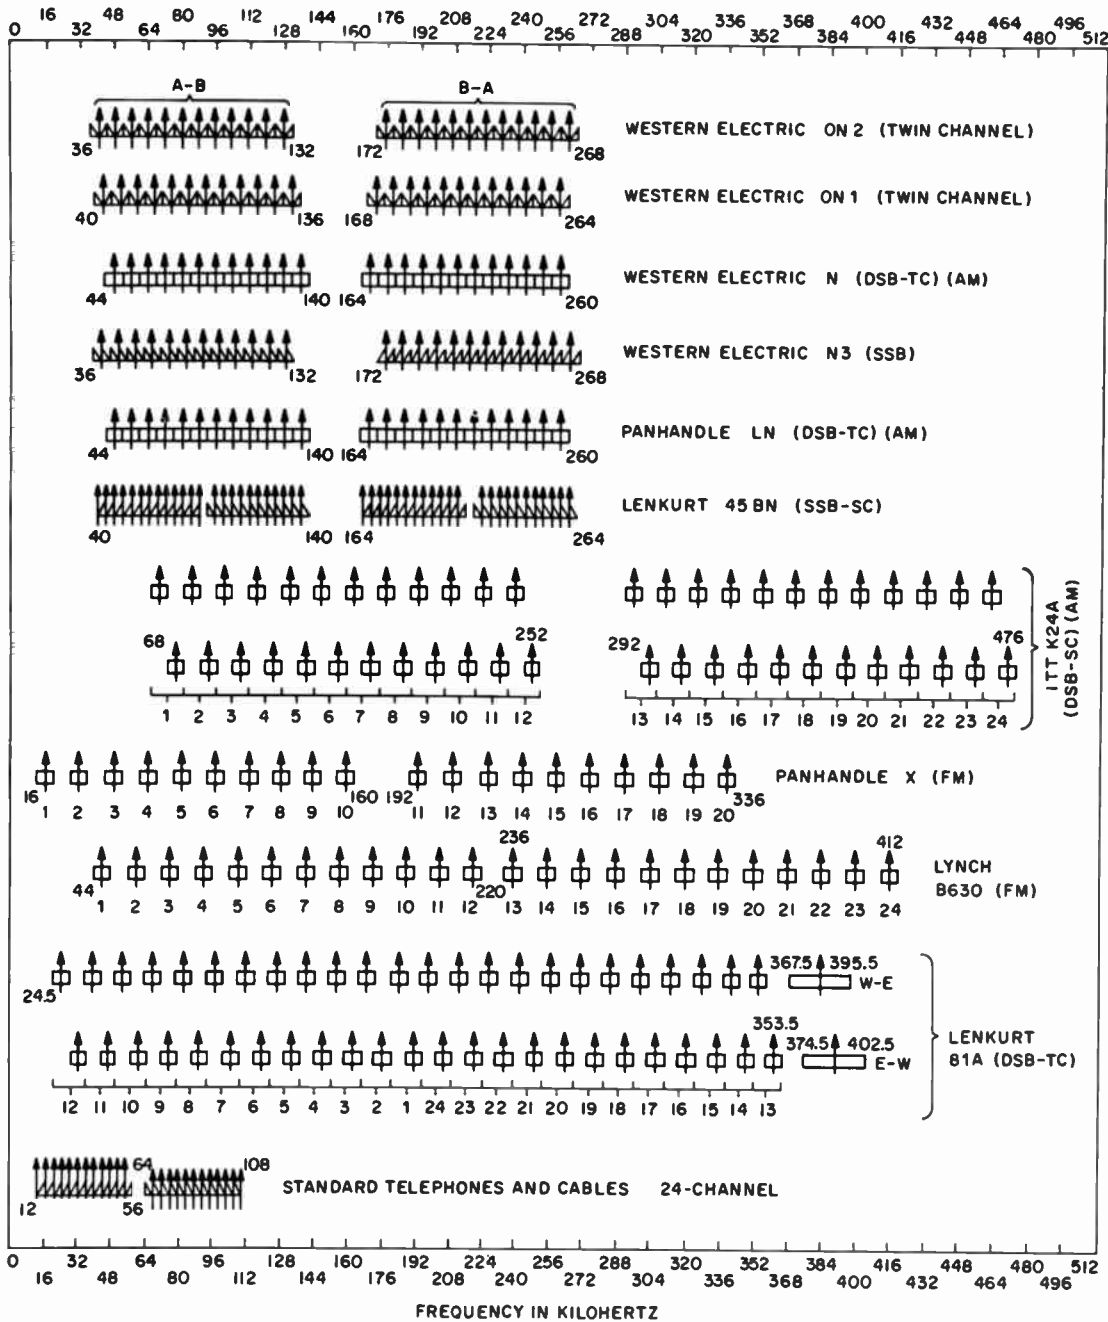 16 48 80 112 144 176 208 240 272 304 336 368 400 432 464 496
0 32 64 96 128 160 192 224 256 288 320 352 384 416 448 480 512
A-B B-A
WESTERN ELECTRIC ON2 (TWIN CHANNEL)
36 132 172 268
WESTERN ELECTRIC ON1 (TWIN CHANNEL)
40 136 168 264
WESTERN ELECTRIC N (DSB-TC) (AM)
44 140 164 260
WESTERN ELECTRIC N3 (SSB)
36 132 172 268
PANHANDLE LN (DSB-TC) (AM)
44 140 164 260
LENKURT 45BN (SSB-SC)
40 140 164 264
68 252 292 476
1 2 3 4 5 6 7 8 9 10 11 12 13 14 15 16 17 18 19 20 21 22 23 24
ITT K24A
(DSB-SC) (AM)
PANHANDLE X (FM)
16 160 192 336
1 2 3 4 5 6 7 8 9 10 11 12 13 14 15 16 17 18 19 20
236 412
LYNCH
B630 (FM)
44 220
1 2 3 4 5 6 7 8 9 10 11 12 13 14 15 16 17 18 19 20 21 22 23 24
367.5 395.5
24.5 W-E
353.5
374.5 402.5
E-W
LENKURT
81A (DSB-TC)
12 11 10 9 8 7 6 5 4 3 2 1 24 23 22 21 20 19 18 17 16 15 14 13
64 108
STANDARD TELEPHONES AND CABLES 24-CHANNEL
12 56
0 32 64 96 128 160 192 224 256 288 320 352 384 416 448 480 512
16 48 80 112 144 176 208 240 272 304 336 368 400 432 464 496
FREQUENCY IN KILOHERTZ